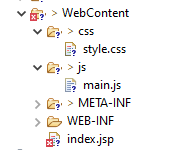 > WebContent
> css
style.css
> js
main.js
> META-INF
WEB-INF
index.jsp